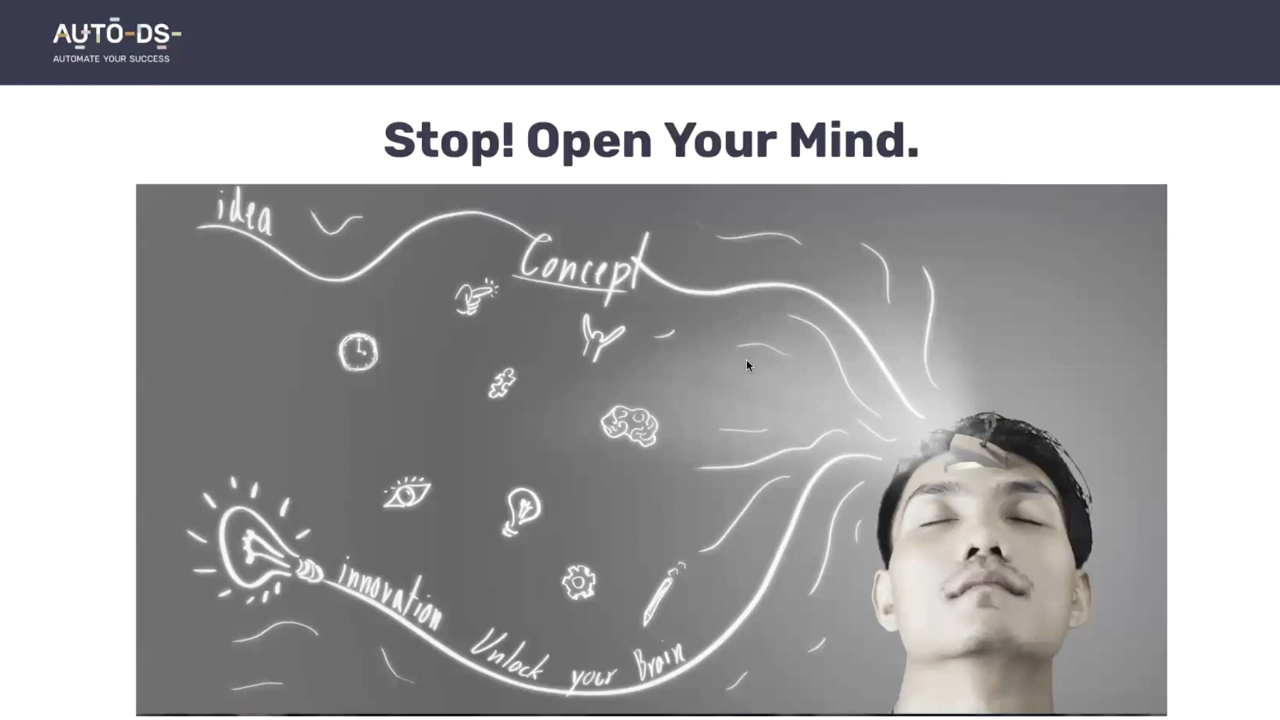 AUTO-DS-
AUTOMATE YOUR SUCCESS
Stop! Open Your Mind.
idea
Concept
innovation
Unlock your Brain